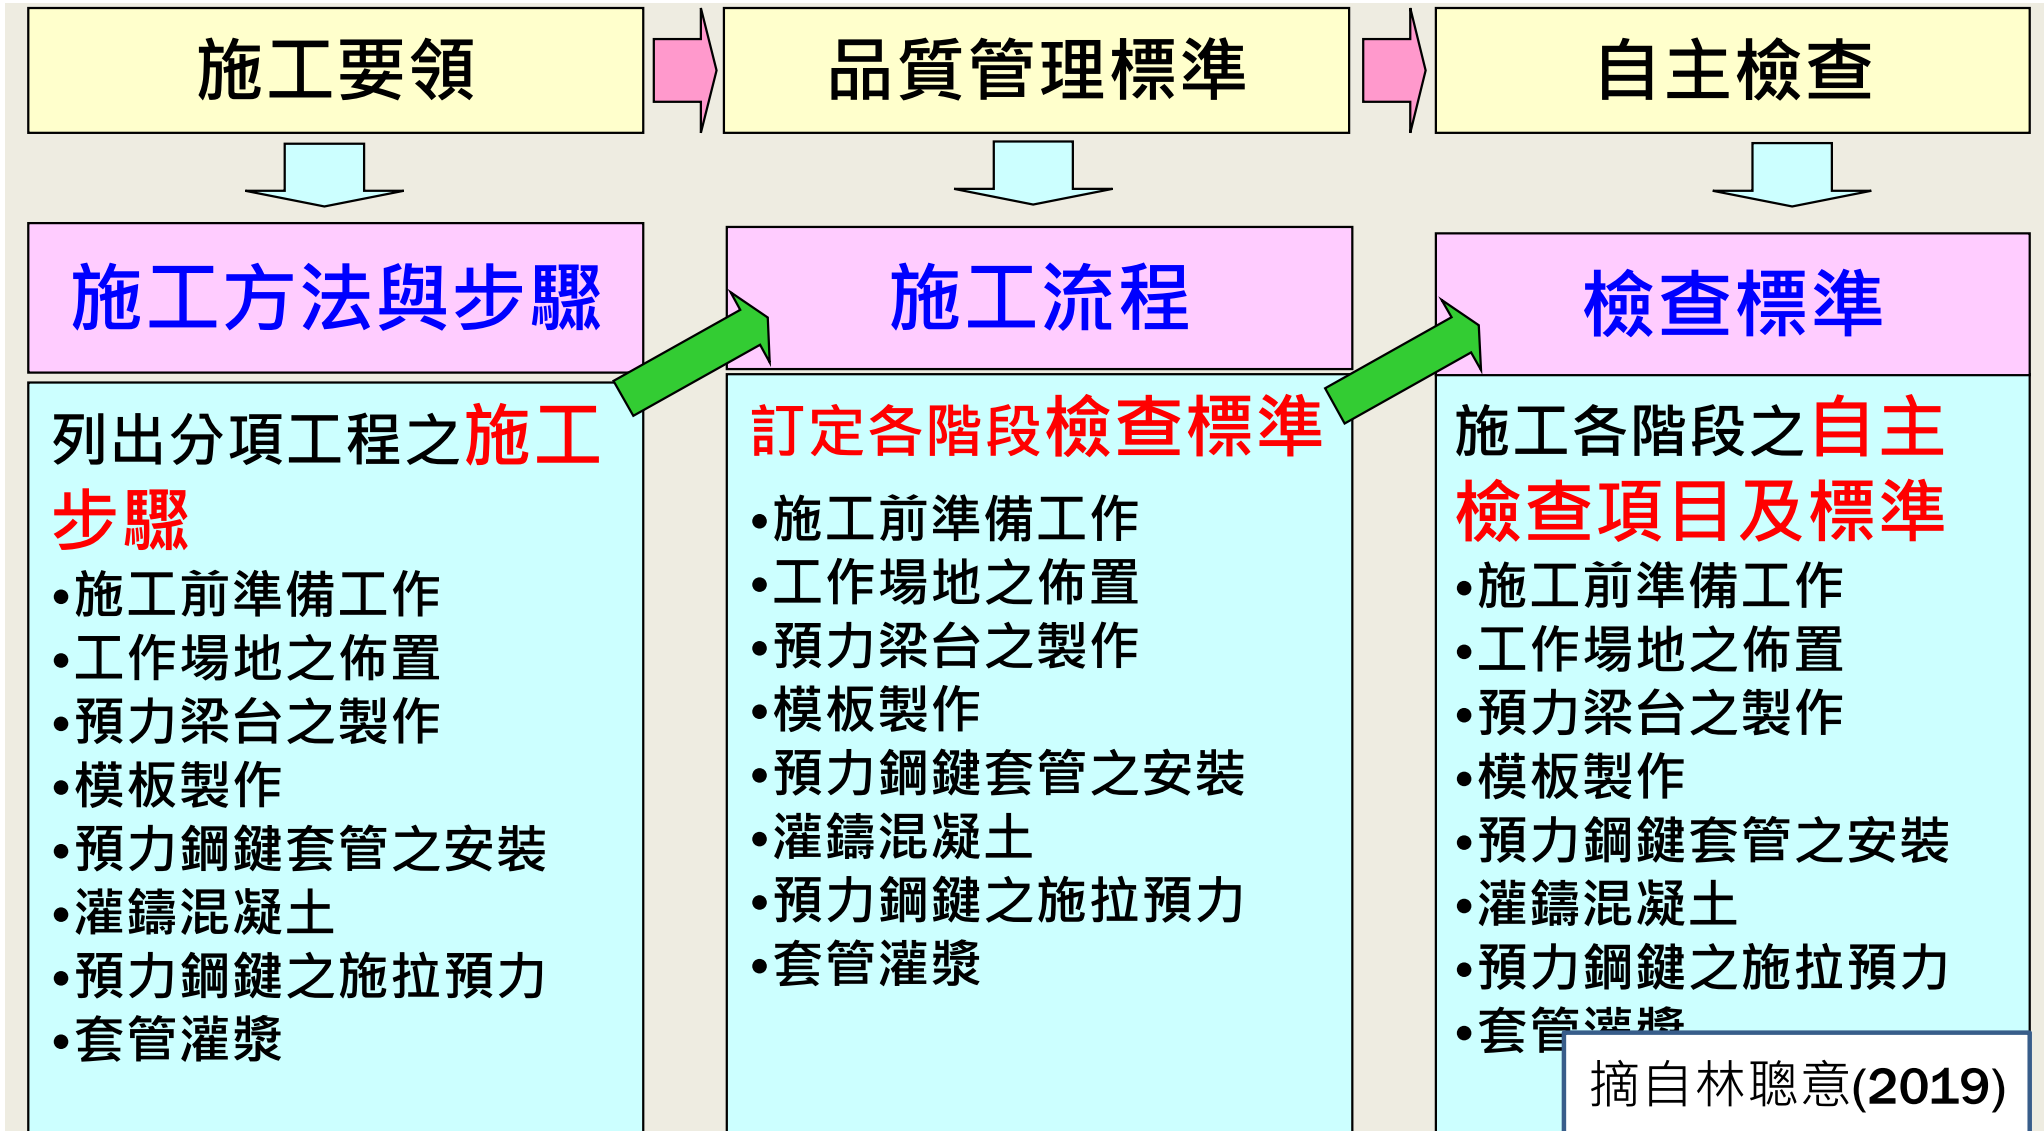 施工要領
品質管理標準
自主檢查
施工方法與步驟
列出分項工程之施工
步驟
•施工前準備工作
•工作場地之佈置
•預力梁台之製作
•模板製作
•預力鋼鍵套管之安裝
•灌鑄混凝土
•預力鋼鍵之施拉預力
•套管灌漿
施工流程
訂定各階段檢查標準
•施工前準備工作
•工作場地之佈置
•預力梁台之製作
•模板製作
•預力鋼鍵套管之安裝
•灌鑄混凝土
•預力鋼鍵之施拉預力
•套管灌漿
檢查標準
施工各階段之自主
檢查項目及標準
•施工前準備工作
•工作場地之佈置
•預力梁台之製作
•模板製作
•預力鋼鍵套管之安裝
•灌鑄混凝土
•預力鋼鍵之施拉預力
•套管灌漿
摘自林聰意(2019)